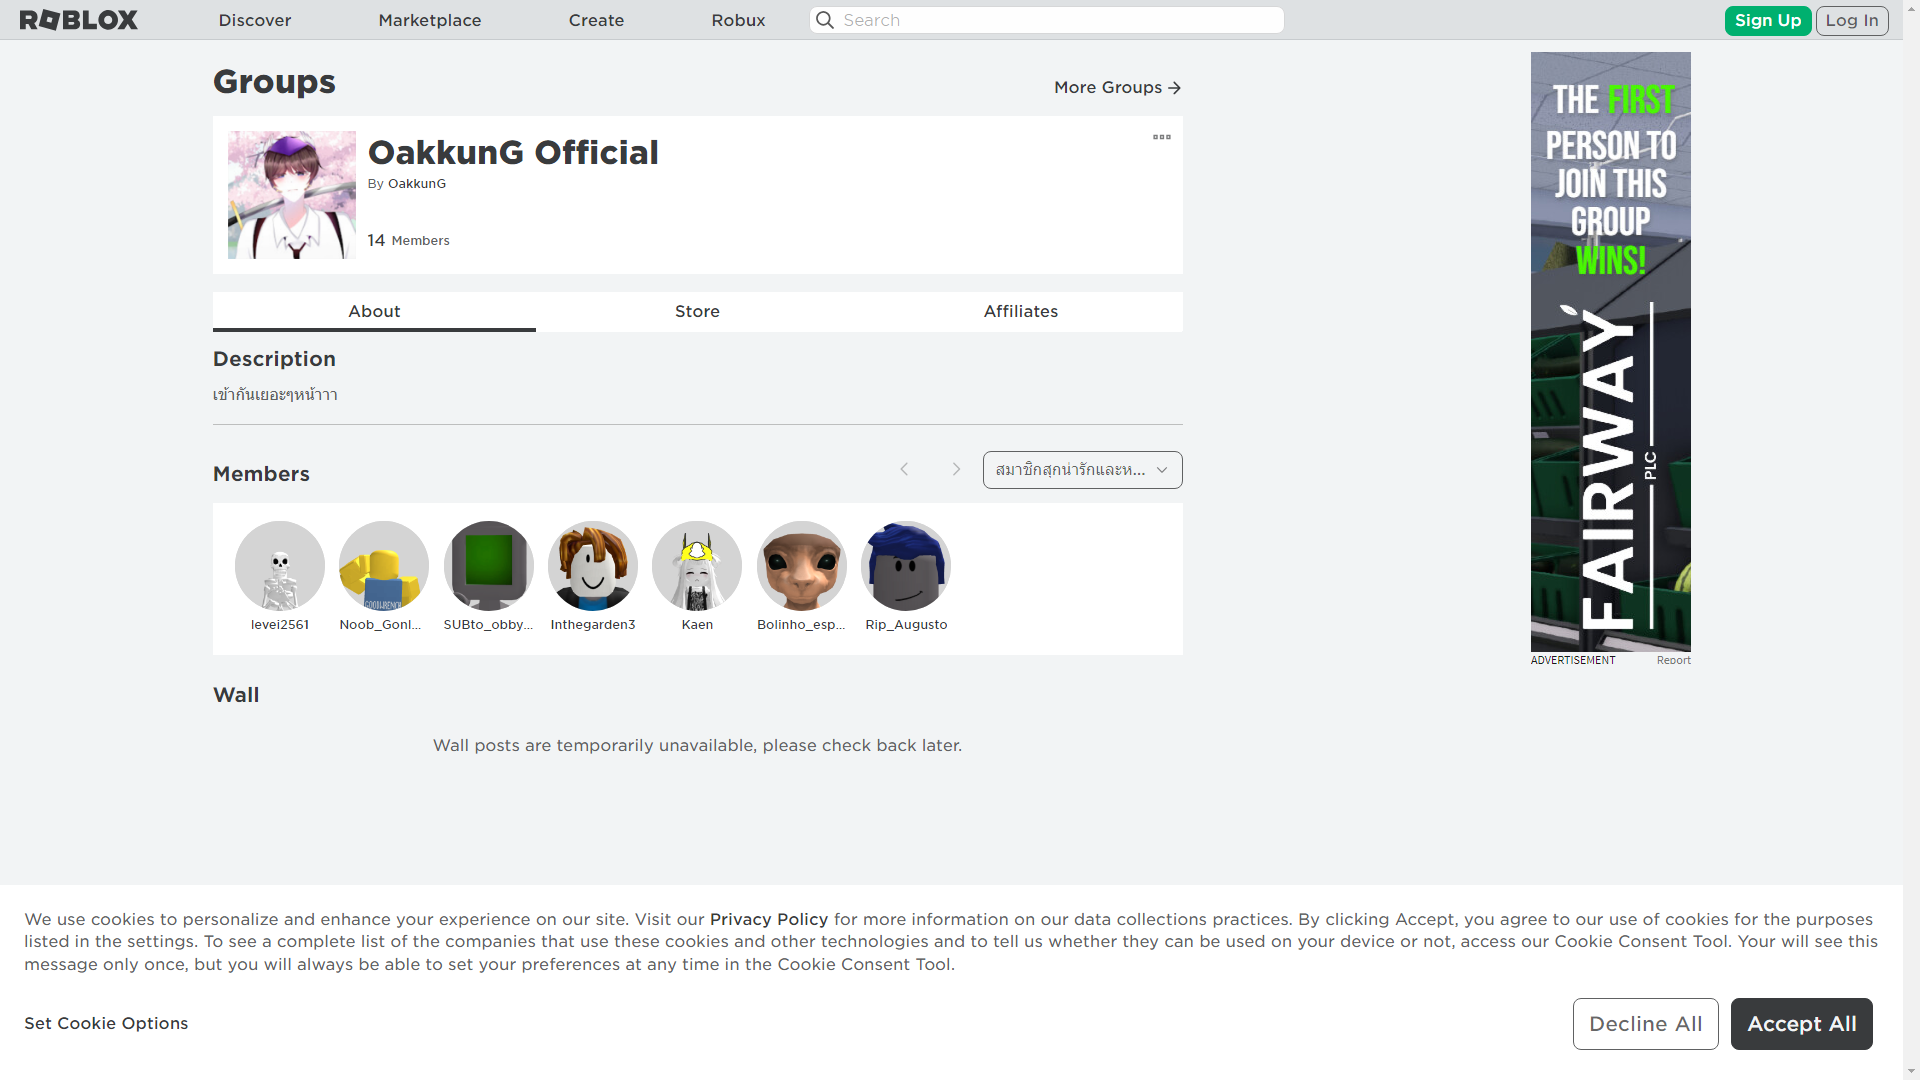 ROBLOX
Discover
Marketplace
Create
Robux
Search
Sign Up
Log In
Groups
More Groups
OakkunG Official
By OakkunG
14 Members
About
Store
Affiliates
Description
เข้ากันเยอะๆหน้าาา
Members
สมาชิกสุกน่ารักและห...
levei2561
Noob_Gonl...
SUBto_obby...
Inthegarden3
Kaen
Bolinho_esp...
Rip_Augusto
Wall
Wall posts are temporarily unavailable, please check back later.
THE FIRST
PERSON TO
JOIN THIS
GROUP
WINS!
FAIRWAY
PLC
ADVERTISEMENT
Report
We use cookies to personalize and enhance your experience on our site. Visit our Privacy Policy for more information on our data collections practices. By clicking Accept, you agree to our use of cookies for the purposes
listed in the settings. To see a complete list of the companies that use these cookies and other technologies and to tell us whether they can be used on your device or not, access our Cookie Consent Tool. Your will see this
message only once, but you will always be able to set your preferences at any time in the Cookie Consent Tool.
Set Cookie Options
Decline All
Accept All